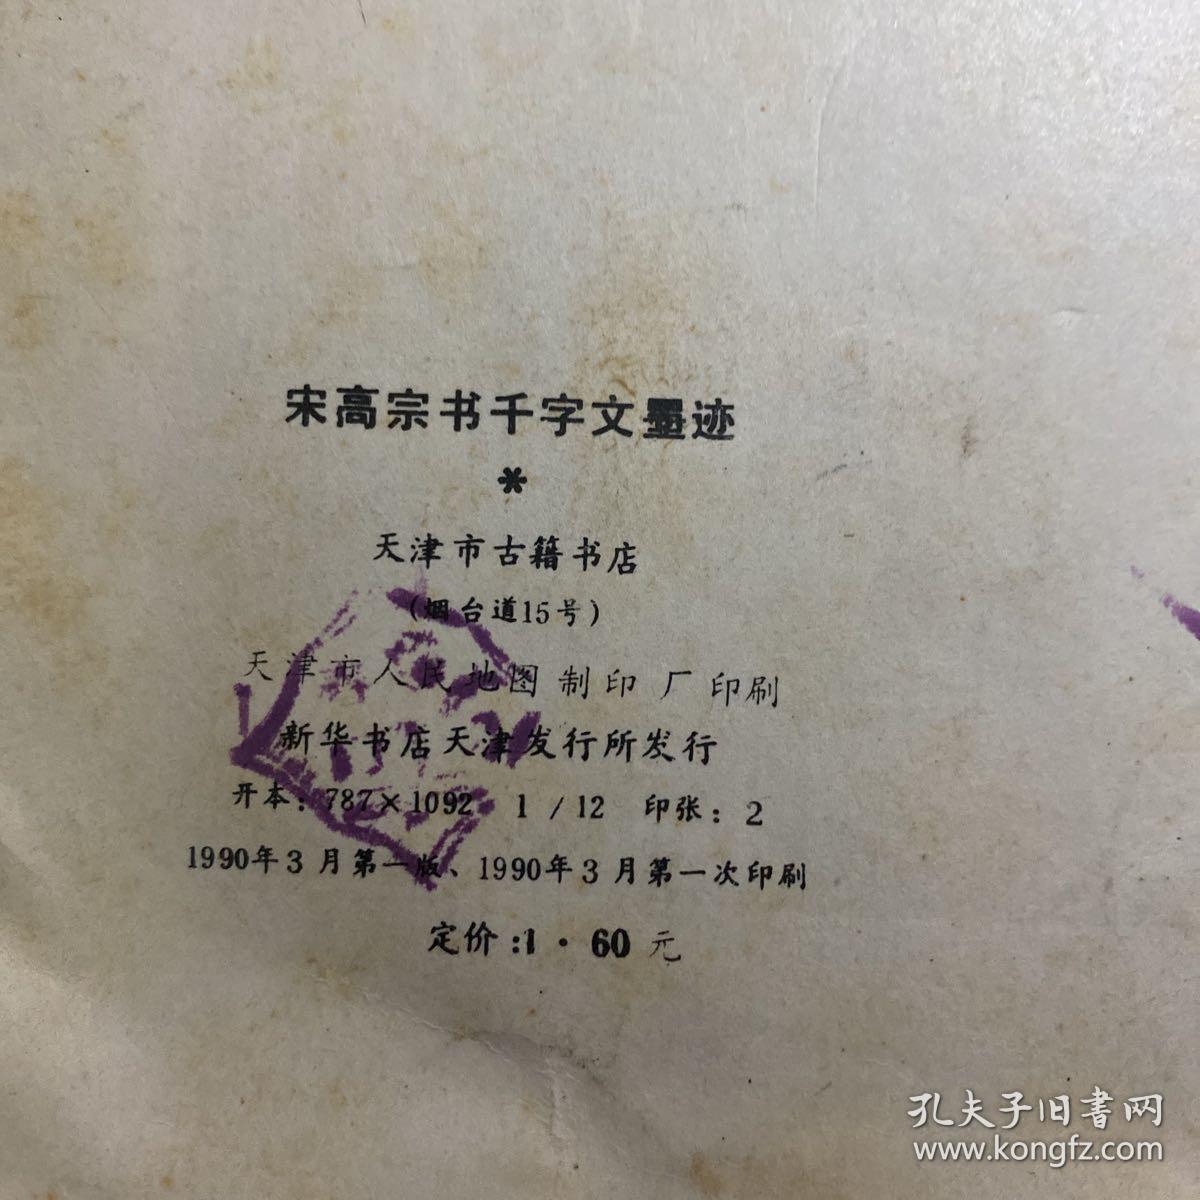 宋高宗书千字文墨迹
*
天津市古籍书店
(烟台道15号)
天津市人民地图制印厂印刷
新华书店天津发行所发行
开本:787×1092 1/12 印张:2
1990年3月第一版、1990年3月第一次印刷
定价:1·60元
孔夫子旧書网
www.kongfz.com